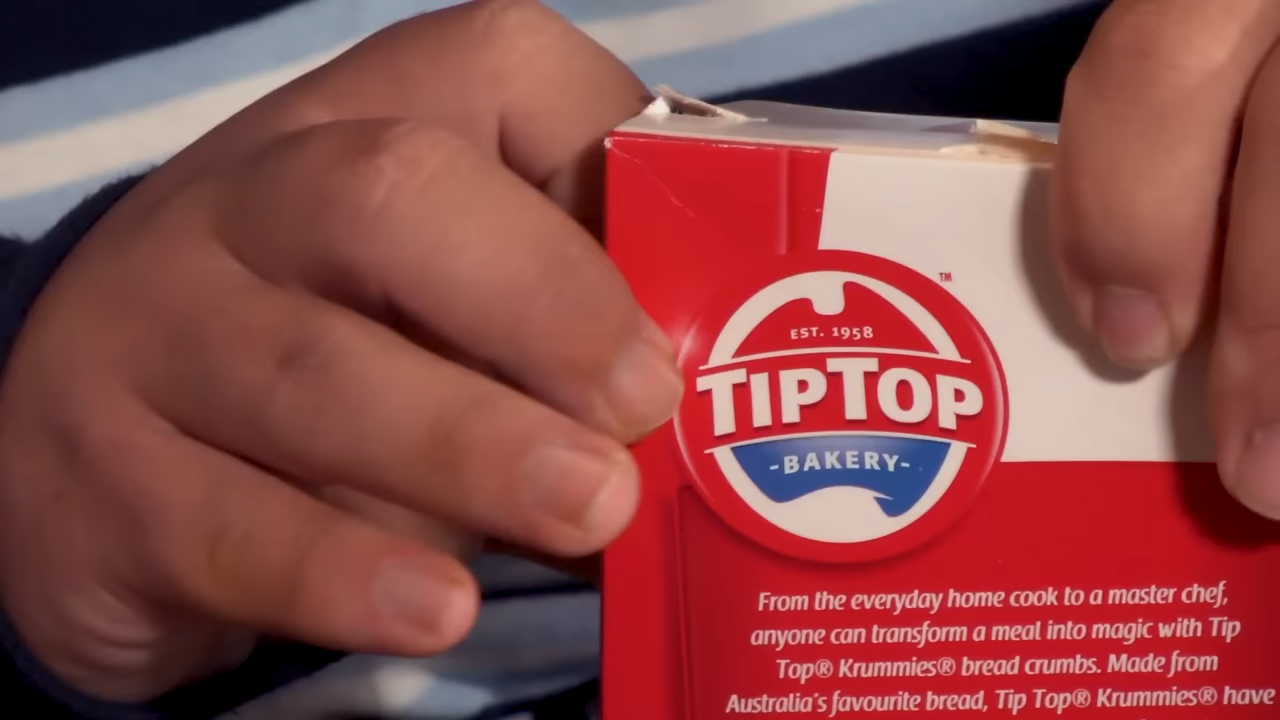 ™
EST. 1958
TIPTOP
-BAKERY-
From the everyday home cook to a master chef,
anyone can transform a meal into magic with Tip
Top® Krummies® bread crumbs. Made from
Australia's favourite bread, Tip Top® Krummies® have